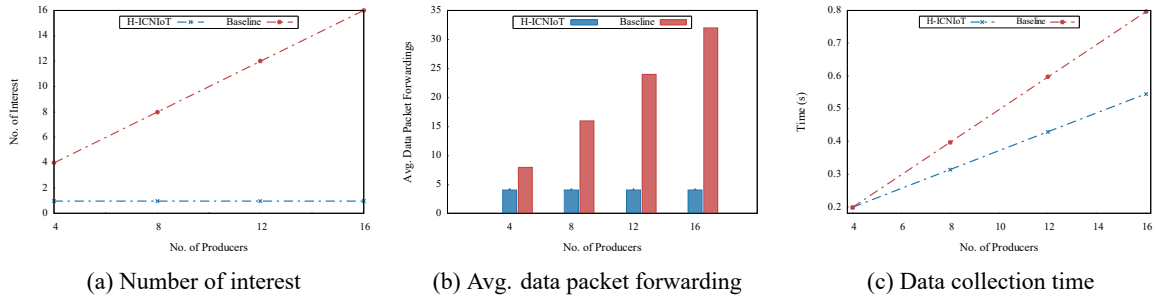 H-ICNIoT
Baseline
No. of Interest
16
14
12
10
8
6
4
2
0
4
8
12
16
No. of Producers
(a) Number of interest
H-ICNIoT
Baseline
Avg. Data Packet Forwardings
35
30
25
20
15
10
5
0
4
8
12
16
No. of Producers
(b) Avg. data packet forwarding
H-ICNIoT
Baseline
Time (s)
0.8
0.7
0.6
0.5
0.4
0.3
0.2
4
6
8
10
12
14
16
No. of Producers
(c) Data collection time